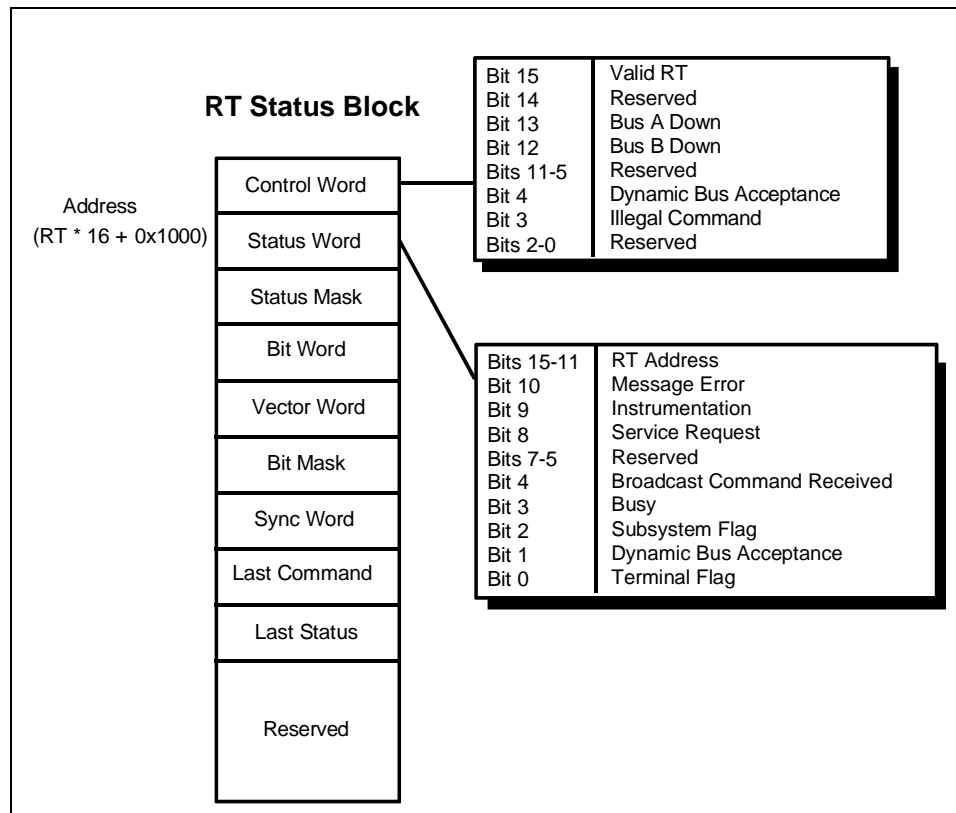 RT Status Block
Address
(RT * 16 + 0x1000)
Control Word
Status Word
Status Mask
Bit Word
Vector Word
Bit Mask
Sync Word
Last Command
Last Status
Reserved
Bit 15 Valid RT
Bit 14 Reserved
Bit 13 Bus A Down
Bit 12 Bus B Down
Bits 11-5 Reserved
Bit 4 Dynamic Bus Acceptance
Bit 3 Illegal Command
Bits 2-0 Reserved
Bits 15-11 RT Address
Bit 10 Message Error
Bit 9 Instrumentation
Bit 8 Service Request
Bits 7-5 Reserved
Bit 4 Broadcast Command Received
Bit 3 Busy
Bit 2 Subsystem Flag
Bit 1 Dynamic Bus Acceptance
Bit 0 Terminal Flag